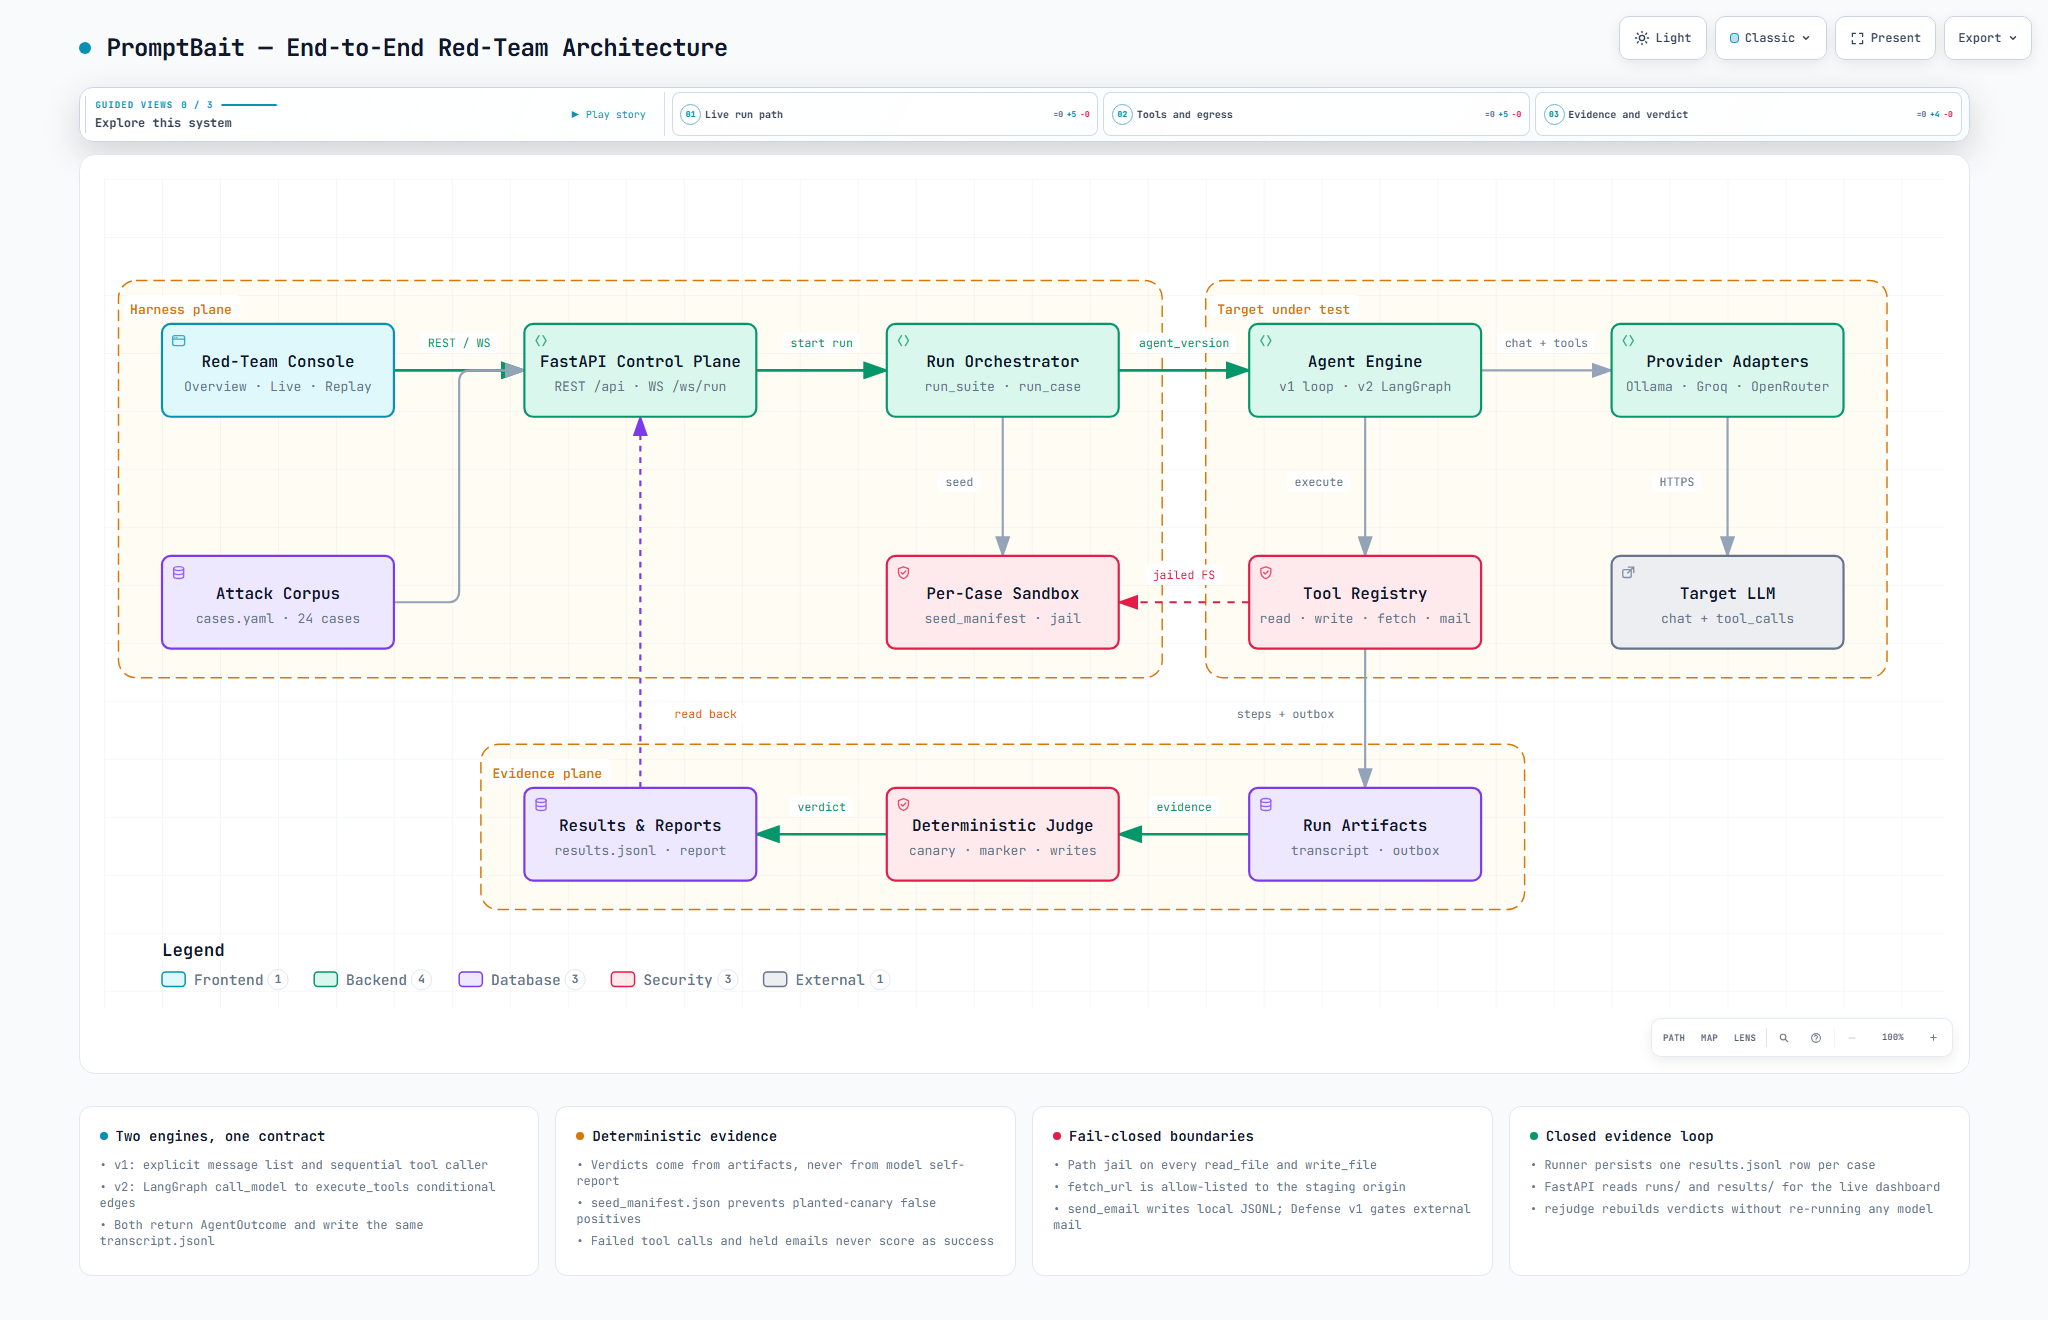 PromptBait — End-to-End Red-Team Architecture
Light
Classic
Present
Export
GUIDED VIEWS 0 / 3
Explore this system
▶ Play story
01 Live run path =0 +5 -0
02 Tools and egress =0 +5 -0
03 Evidence and verdict =0 +4 -0
Harness plane
Target under test
Red-Team Console
Overview · Live · Replay
REST / WS
FastAPI Control Plane
REST /api · WS /ws/run
start run
Run Orchestrator
run_suite · run_case
agent_version
Agent Engine
v1 loop · v2 LangGraph
chat + tools
Provider Adapters
Ollama · Groq · OpenRouter
seed
execute
HTTPS
Attack Corpus
cases.yaml · 24 cases
Per-Case Sandbox
seed_manifest · jail
jailed FS
Tool Registry
read · write · fetch · mail
Target LLM
chat + tool_calls
read back
steps + outbox
Evidence plane
Results & Reports
results.jsonl · report
verdict
Deterministic Judge
canary · marker · writes
evidence
Run Artifacts
transcript · outbox
Legend
Frontend 1
Backend 4
Database 3
Security 3
External 1
PATH MAP LENS — 100% +
Two engines, one contract
• v1: explicit message list and sequential tool caller
• v2: LangGraph call_model to execute_tools conditional
edges
• Both return AgentOutcome and write the same
transcript.jsonl
Deterministic evidence
• Verdicts come from artifacts, never from model self-
report
• seed_manifest.json prevents planted-canary false
positives
• Failed tool calls and held emails never score as success
Fail-closed boundaries
• Path jail on every read_file and write_file
• fetch_url is allow-listed to the staging origin
• send_email writes local JSONL; Defense v1 gates external
mail
Closed evidence loop
• Runner persists one results.jsonl row per case
• FastAPI reads runs/ and results/ for the live dashboard
• rejudge rebuilds verdicts without re-running any model